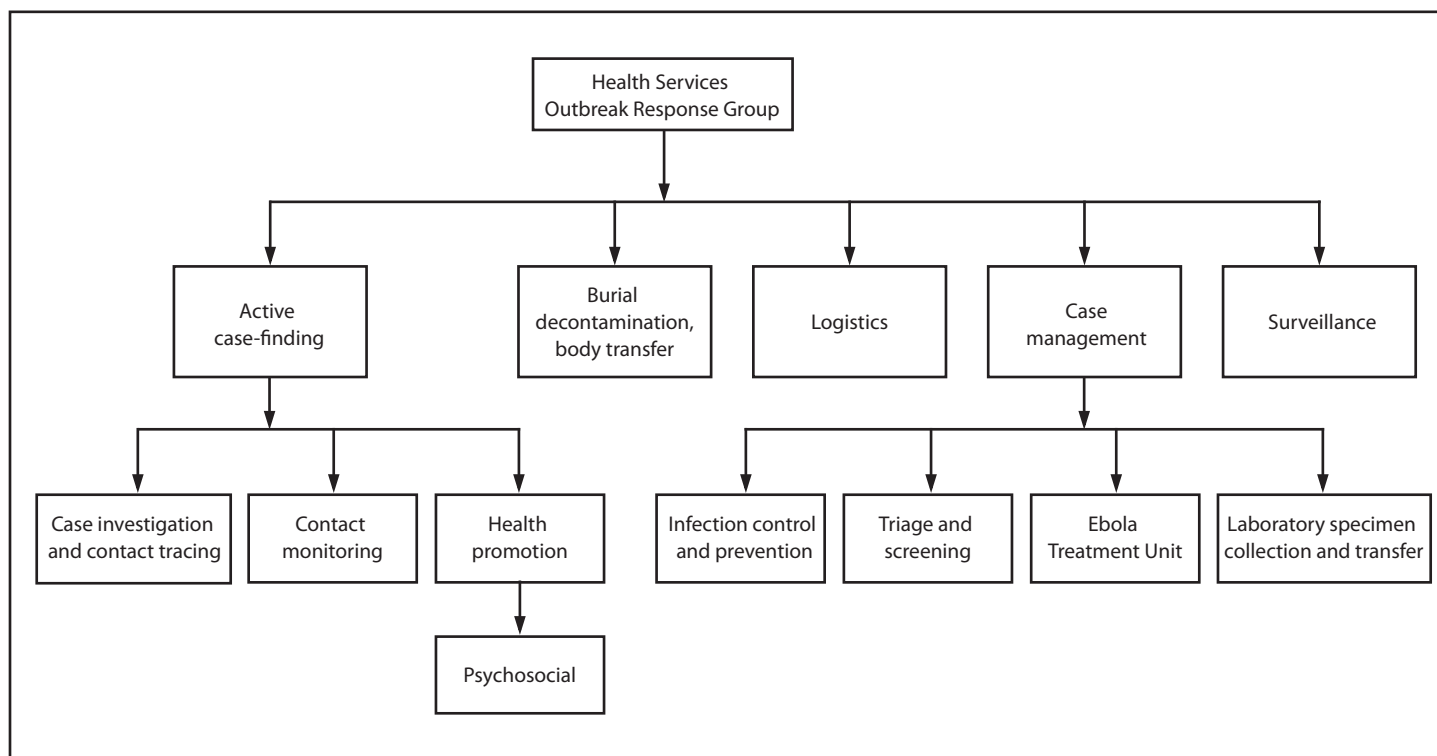 Health Services
Outbreak Response Group
Active
case-finding
Burial
decontamination,
body transfer
Logistics
Case
management
Surveillance
Case investigation
and contact tracing
Contact
monitoring
Health
promotion
Infection control
and prevention
Triage and
screening
Ebola
Treatment Unit
Laboratory specimen
collection and transfer
Psychosocial